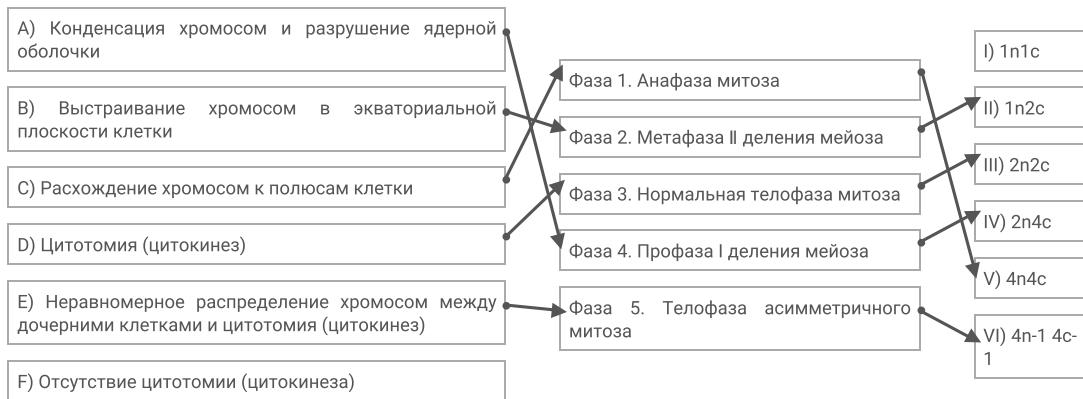 A) Конденсация хромосом и разрушение ядерной
оболочки
B) Выстраивание хромосом в экваториальной
плоскости клетки
C) Расхождение хромосом к полюсам клетки
D) Цитотомия (цитокинез)
E) Неравномерное распределение хромосом между
дочерними клетками и цитотомия (цитокинез)
F) Отсутствие цитотомии (цитокинеза)
Фаза 1. Анафаза митоза
Фаза 2. Метафаза II деления мейоза
Фаза 3. Нормальная телофаза митоза
Фаза 4. Профаза I деления мейоза
Фаза 5. Телофаза асимметричного
митоза
I) 1n1c
II) 1n2c
III) 2n2c
IV) 2n4c
V) 4n4c
VI) 4n-1 4c-
1